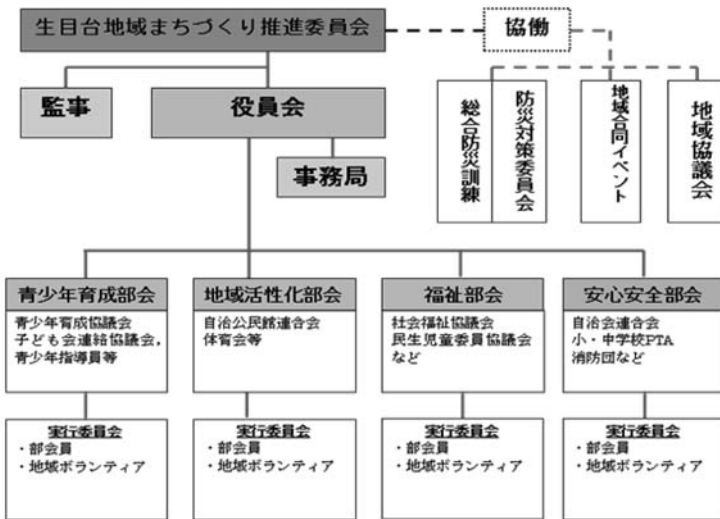 生目台地域まちづくり推進委員会
協働
監事
役員会
事務局
総合防災訓練
防災対策委員会
地域合同イベント
地域協議会
青少年育成部会
青少年育成協議会
子ども会連絡協議会,
青少年指導員等
地域活性化部会
自治公民館連合会
体育会等
福祉部会
社会福祉協議会
民生児童委員協議会
など
安心安全部会
自治会連合会
小・中学校PTA
消防団など
実行委員会
・部会員
・地域ボランティア
実行委員会
・部会員
・地域ボランティア
実行委員会
・部会員
・地域ボランティア
実行委員会
・部会員
・地域ボランティア